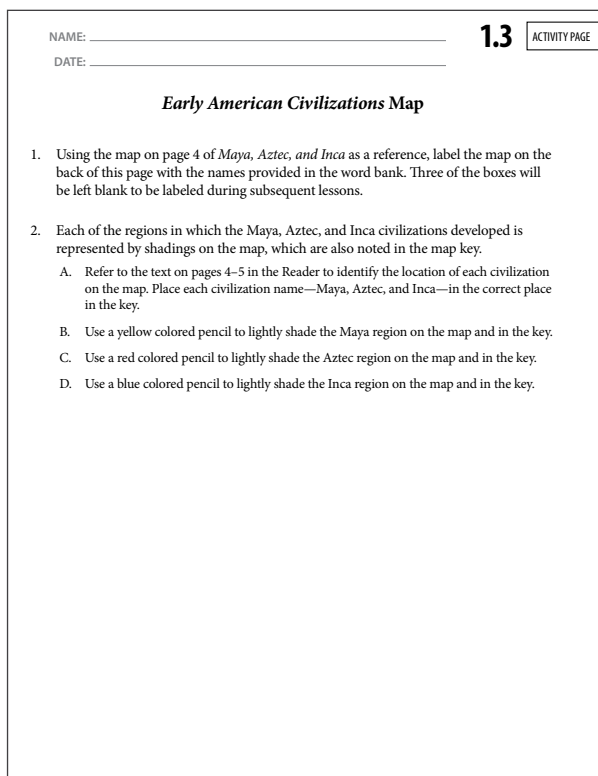 NAME:
1.3
ACTIVITY PAGE
DATE:
Early American Civilizations Map
1. Using the map on page 4 of Maya, Aztec, and Inca as a reference, label the map on the
back of this page with the names provided in the word bank. Three of the boxes will
be left blank to be labeled during subsequent lessons.
2. Each of the regions in which the Maya, Aztec, and Inca civilizations developed is
represented by shadings on the map, which are also noted in the map key.
A. Refer to the text on pages 4–5 in the Reader to identify the location of each civilization
on the map. Place each civilization name—Maya, Aztec, and Inca—in the correct place
in the key.
B. Use a yellow colored pencil to lightly shade the Maya region on the map and in the key.
C. Use a red colored pencil to lightly shade the Aztec region on the map and in the key.
D. Use a blue colored pencil to lightly shade the Inca region on the map and in the key.